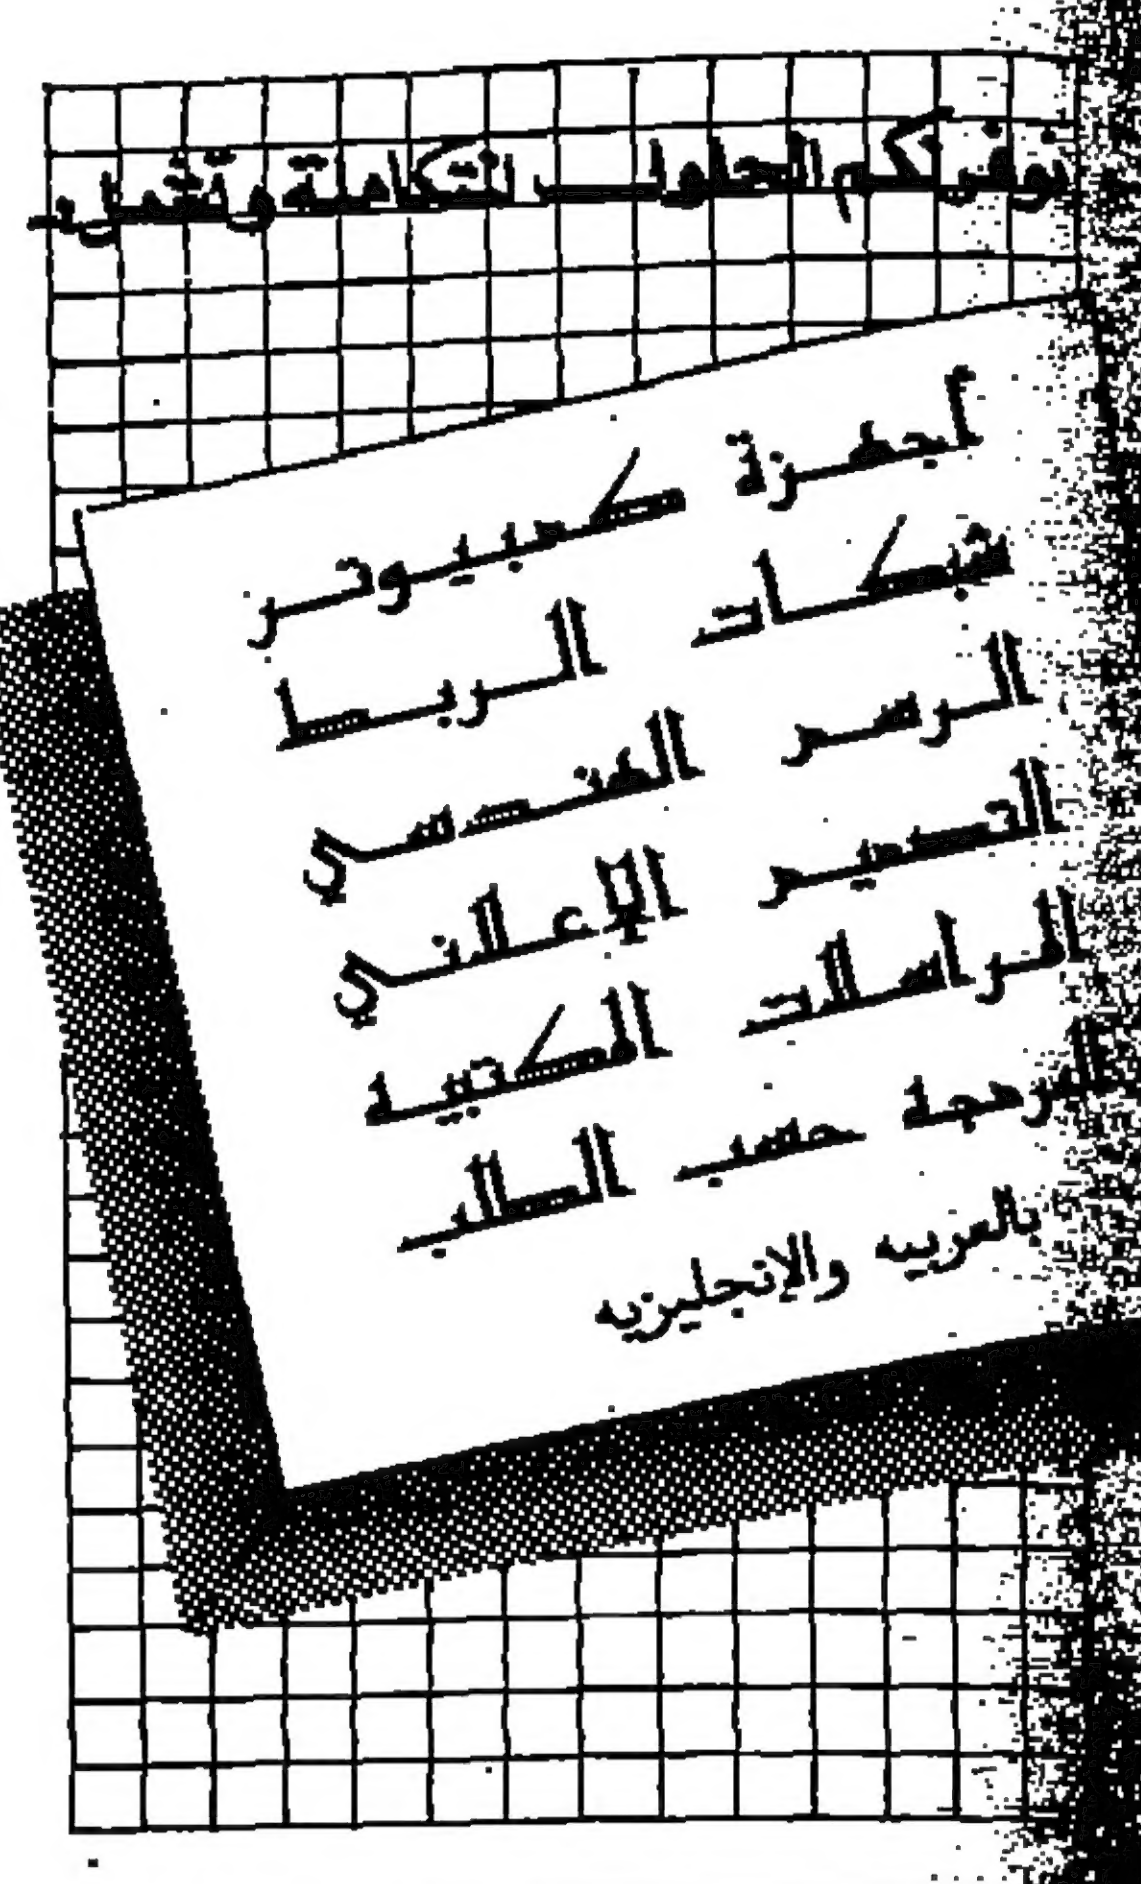 نوفر لكم الحلول المتكاملة وتشمل
أجهزة كمبيوتر
شبكات الربط
الرسم الهندسي
التصميم الإعلاني
المراسلات المكتبية
البرمجة حسب الطلب
بالعربيه والإنجليزيه